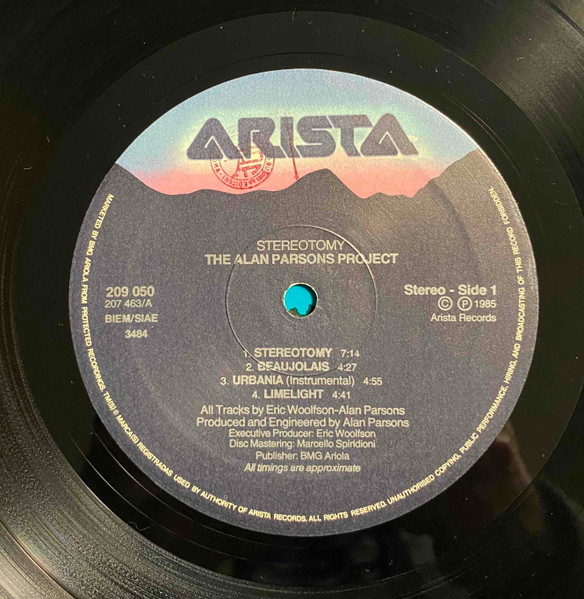 ARISTA
STEREOTOMY
THE ALAN PARSONS PROJECT
209 050
207 463/A
BIEM/SIAE
3484
Stereo - Side 1
Ⓒ Ⓟ 1985
Arista Records
1. STEREOTOMY 7:14
2. BEAUJOLAIS 4:27
3. URBANIA (Instrumental) 4:55
4. LIMELIGHT 4:41
All Tracks by Eric Woolfson-Alan Parsons
Produced and Engineered by Alan Parsons
Executive Producer: Eric Woolfson
Disc Mastering: Marcello Spiridioni
Publisher: BMG Ariola
All timings are approximate
MARKETED BY BMG ARIOLA FROM PROTECTED RECORDINGS. TM(S) ® MARCA(S) REGISTRADAS USED BY AUTHORITY OF ARISTA RECORDS. ALL RIGHTS RESERVED. UNAUTHORISED COPYING, PUBLIC PERFORMANCE, HIRING, AND BROADCASTING OF THIS RECORD FORBIDDEN.